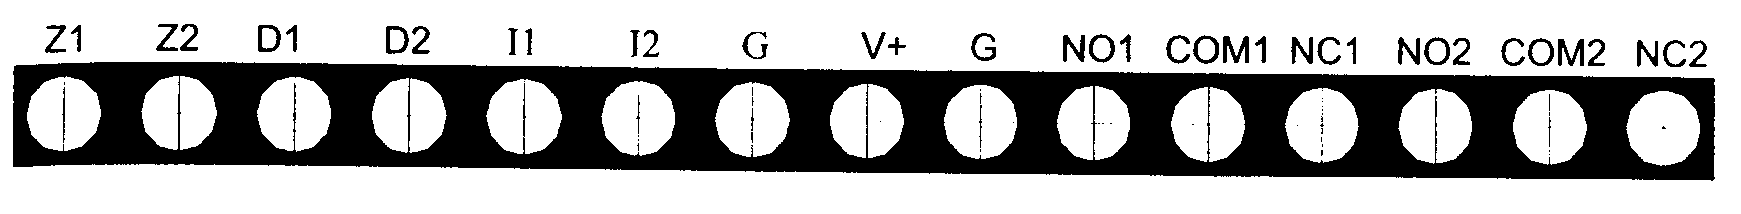 Z1 Z2 D1 D2 I1 I2 G V+ G NO1 COM1 NC1 NO2 COM2 NC2